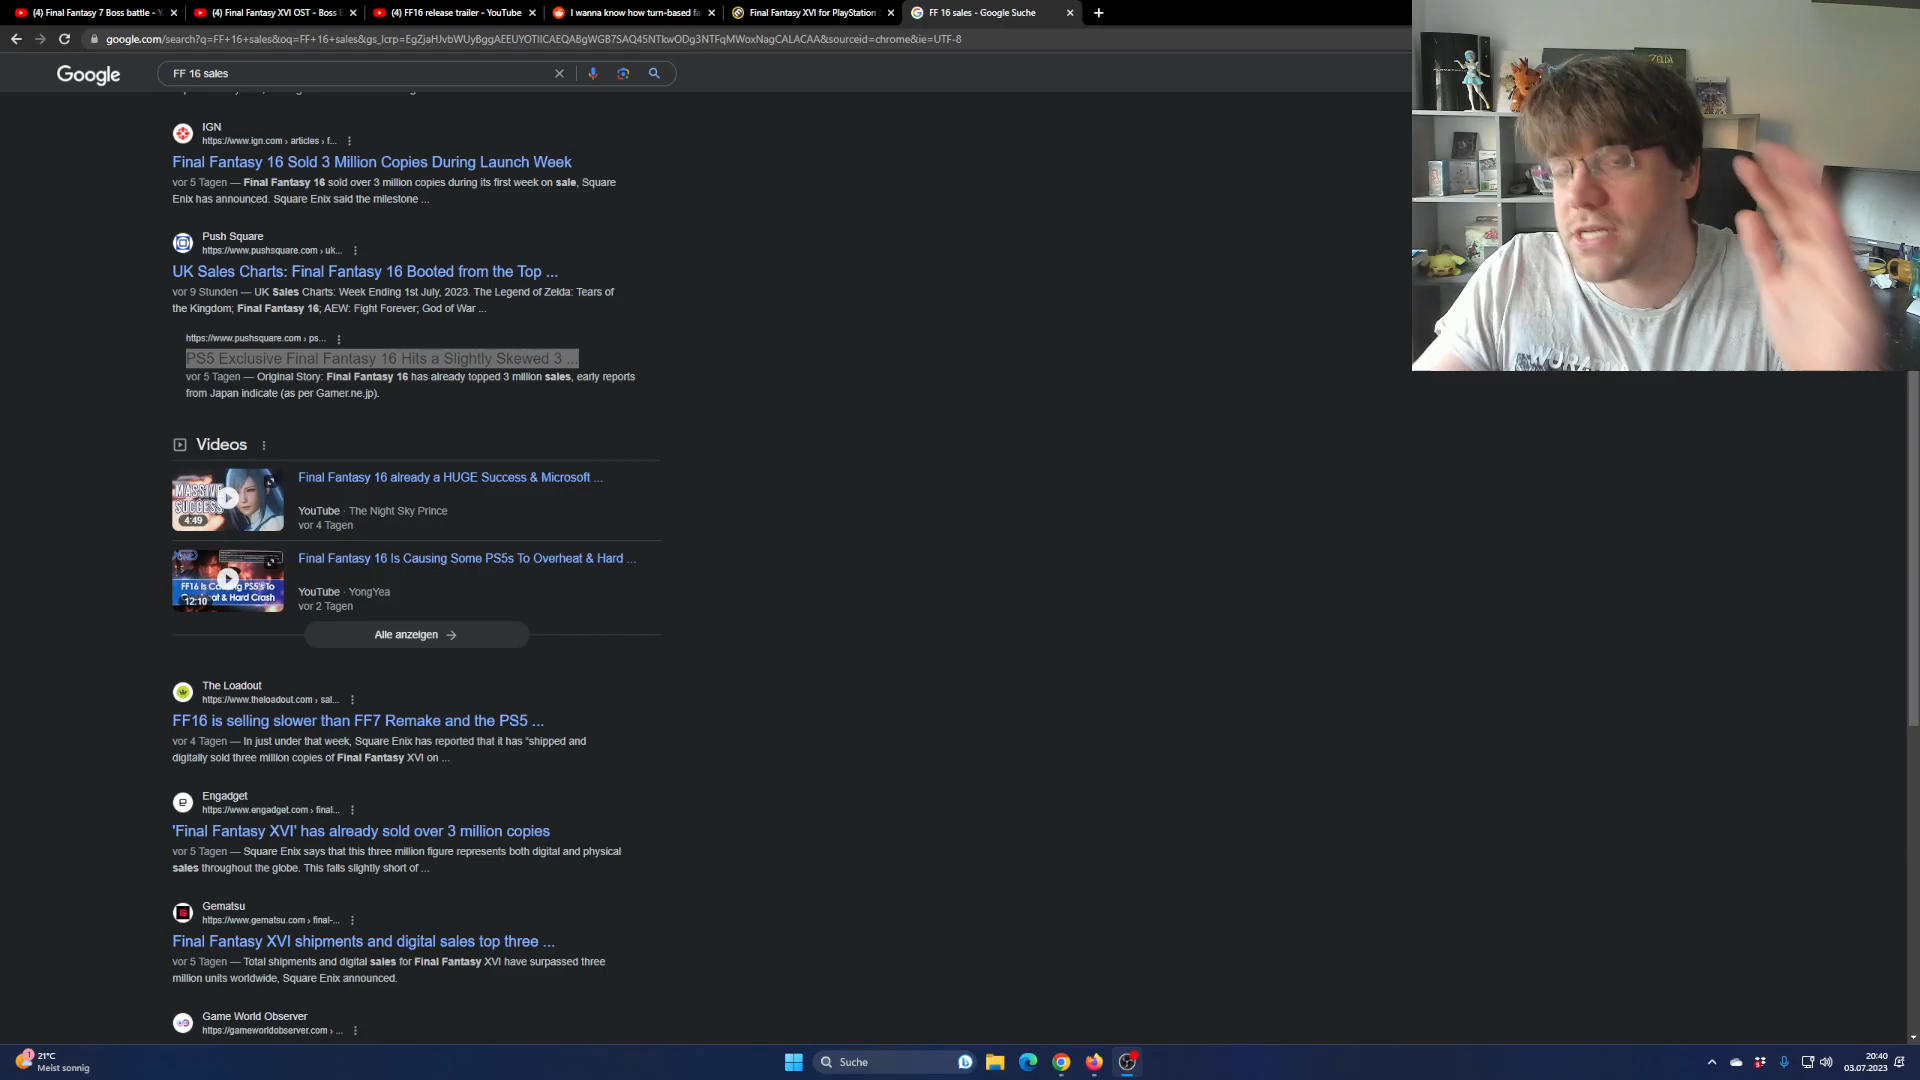 (4) Final Fantasy 7 Boss battle - Y
(4) Final Fantasy XVI OST - Boss B
(4) FF16 release trailer - YouTube
I wanna know how turn-based fa
Final Fantasy XVI for PlayStation
FF 16 sales - Google Suche
google.com/search?q=FF+16+sales&oq=FF+16+sales&gs_lcrp=EgZjaHJvbWUyBggAEEUYOTIICAEQABgWGB7SAQ45NTkwODg3NTFqMWoxNagCALACAA&sourceid=chrome&ie=UTF-8
Google
FF 16 sales
ZELDA
IGN
https://www.ign.com › articles › f...
Final Fantasy 16 Sold 3 Million Copies During Launch Week
vor 5 Tagen — Final Fantasy 16 sold over 3 million copies during its first week on sale, Square
Enix has announced. Square Enix said the milestone ...
Push Square
https://www.pushsquare.com › uk...
UK Sales Charts: Final Fantasy 16 Booted from the Top ...
vor 9 Stunden — UK Sales Charts: Week Ending 1st July, 2023. The Legend of Zelda: Tears of
the Kingdom; Final Fantasy 16; AEW: Fight Forever; God of War ...
https://www.pushsquare.com › ps...
PS5 Exclusive Final Fantasy 16 Hits a Slightly Skewed 3 ...
vor 5 Tagen — Original Story: Final Fantasy 16 has already topped 3 million sales, early reports
from Japan indicate (as per Gamer.ne.jp).
Videos
MASSIVE
SUCCESS
4:49
Final Fantasy 16 already a HUGE Success & Microsoft ...
YouTube · The Night Sky Prince
vor 4 Tagen
12:10
Final Fantasy 16 Is Causing Some PS5s To Overheat & Hard ...
YouTube · YongYea
vor 2 Tagen
Alle anzeigen
The Loadout
https://www.theloadout.com › sal...
FF16 is selling slower than FF7 Remake and the PS5 ...
vor 4 Tagen — In just under that week, Square Enix has reported that it has “shipped and
digitally sold three million copies of Final Fantasy XVI on ...
Engadget
https://www.engadget.com › final...
'Final Fantasy XVI' has already sold over 3 million copies
vor 5 Tagen — Square Enix says that this three million figure represents both digital and physical
sales throughout the globe. This falls slightly short of ...
Gematsu
https://www.gematsu.com › final-...
Final Fantasy XVI shipments and digital sales top three ...
vor 5 Tagen — Total shipments and digital sales for Final Fantasy XVI have surpassed three
million units worldwide, Square Enix announced.
Game World Observer
https://gameworldobserver.com › ...
1
21°C
Meist sonnig
Suche
20:40
03.07.2023